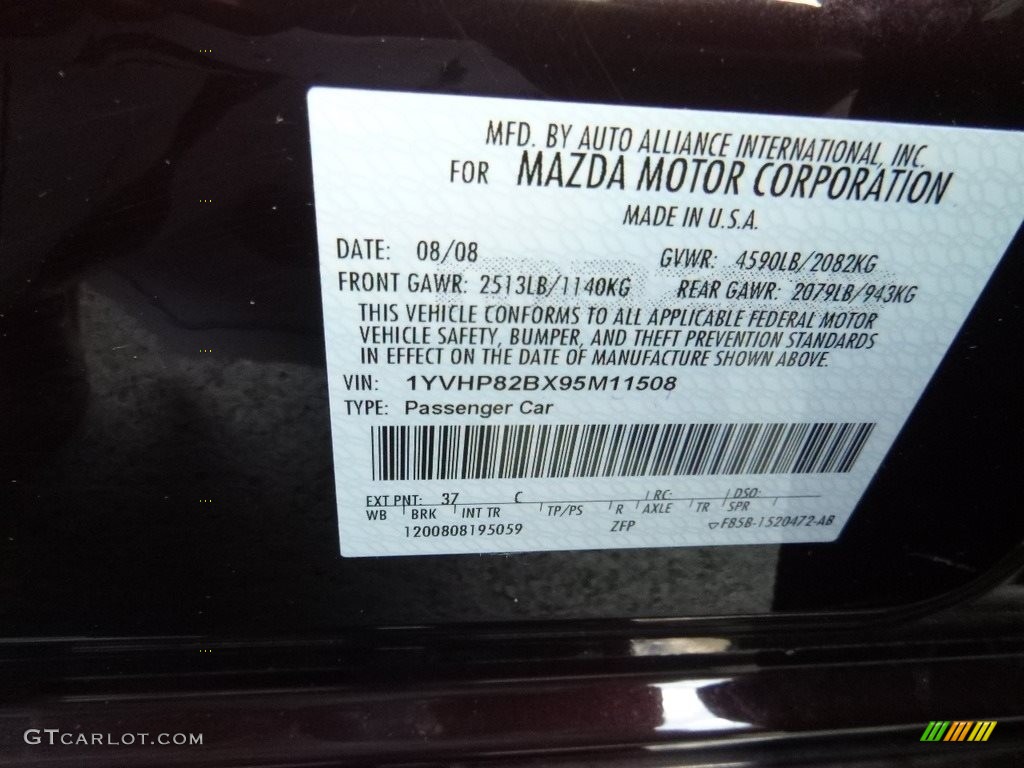 MFD. BY AUTO ALLIANCE INTERNATIONAL, INC.
FOR MAZDA MOTOR CORPORATION
MADE IN U.S.A.
DATE: 08/08 GVWR: 4590LB/2082KG
FRONT GAWR: 2513LB/1140KG REAR GAWR: 2079LB/943KG
THIS VEHICLE CONFORMS TO ALL APPLICABLE FEDERAL MOTOR
VEHICLE SAFETY, BUMPER, AND THEFT PREVENTION STANDARDS
IN EFFECT ON THE DATE OF MANUFACTURE SHOWN ABOVE.
VIN: 1YVHP82BX95M11508
TYPE: Passenger Car
EXT PNT: 37 C RC: DSO:
WB BRK INT TR TP/PS R AXLE TR SPR
1200808195059 ZFP F85B-1520472-AB
GTCARLOT.COM